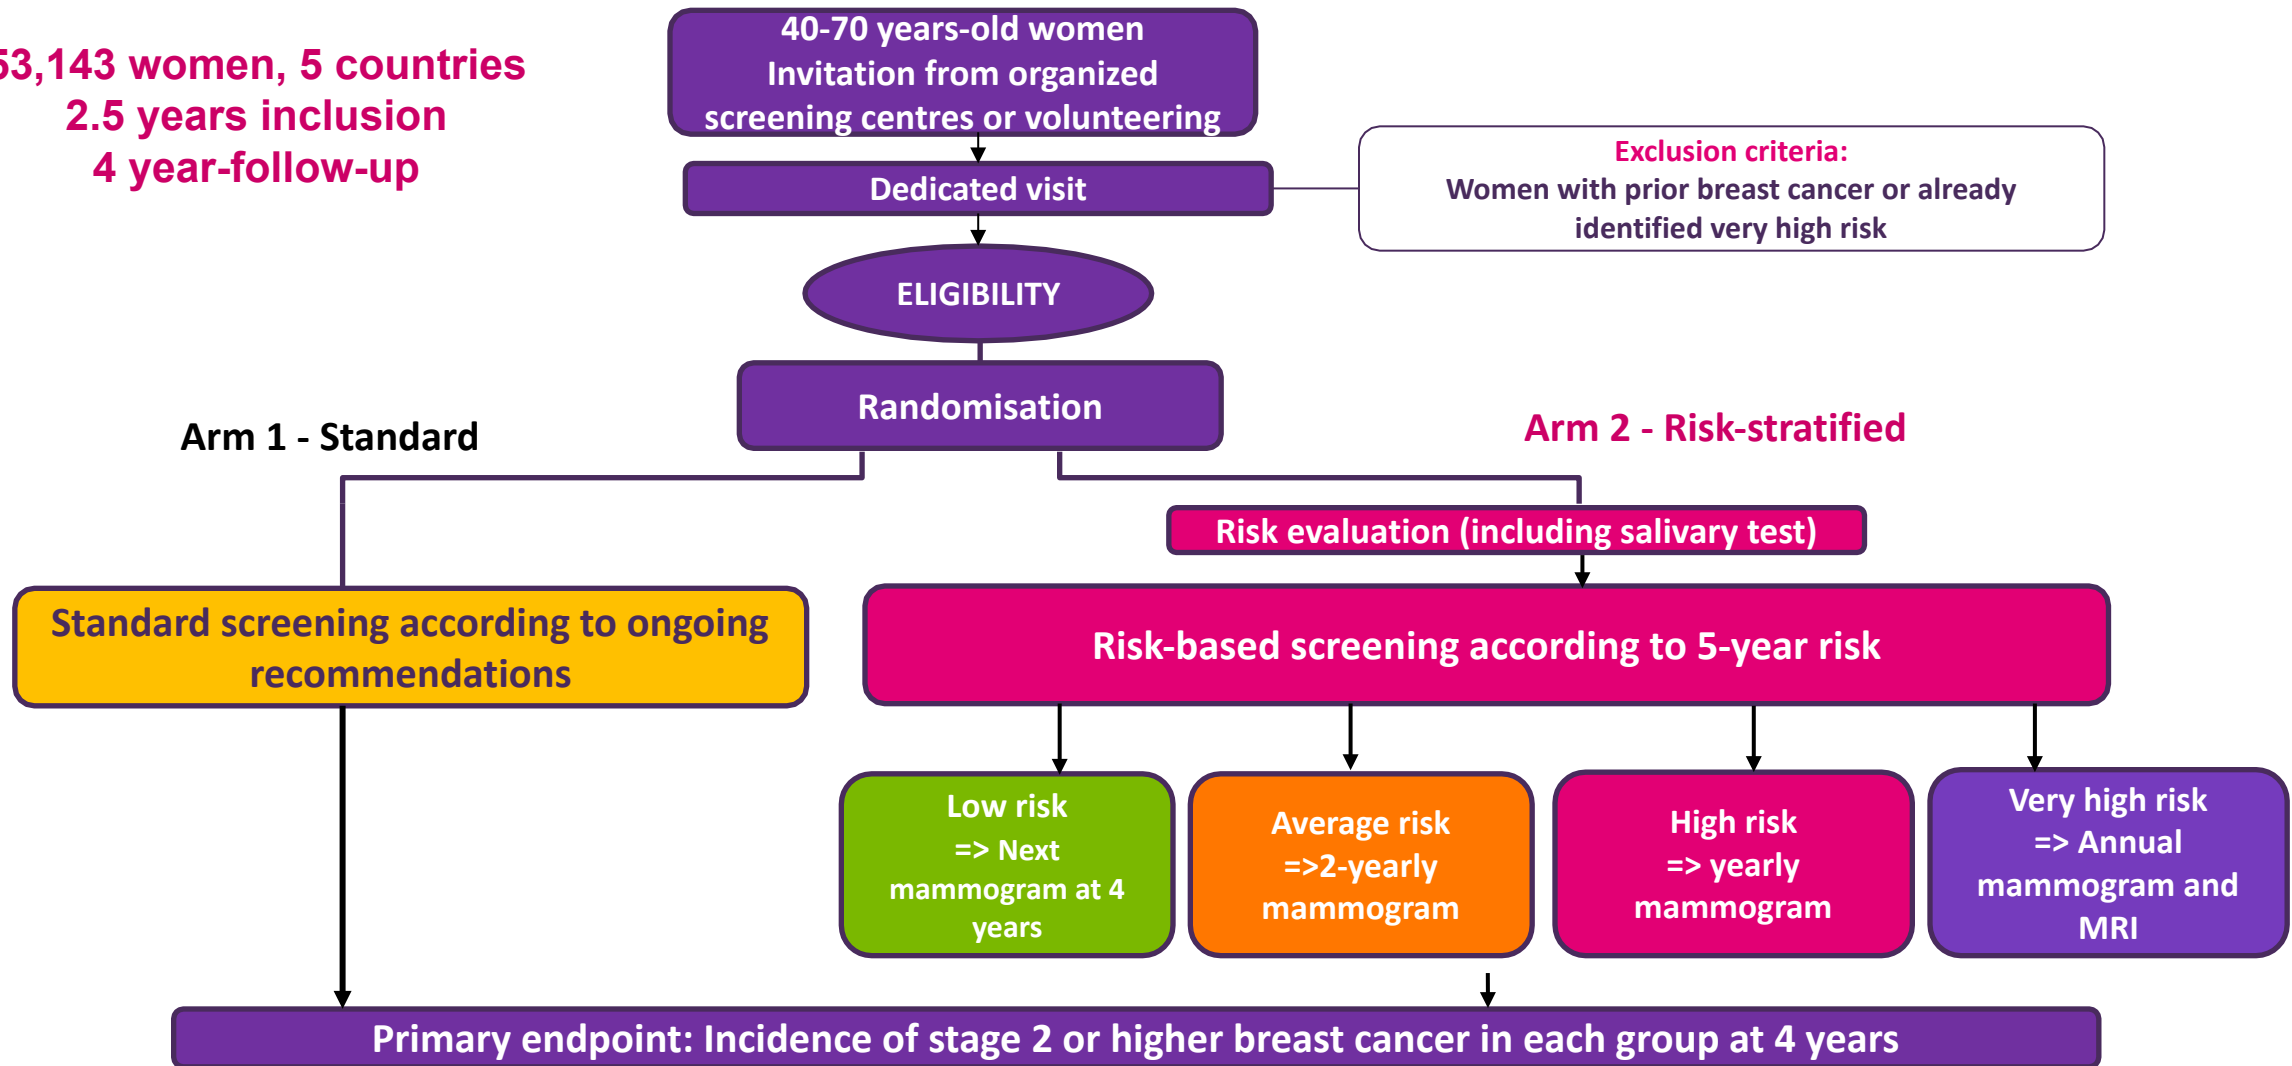 53,143 women, 5 countries
2.5 years inclusion
4 year-follow-up
40-70 years-old women
Invitation from organized
screening centres or volunteering
Dedicated visit
Exclusion criteria:
Women with prior breast cancer or already
identified very high risk
ELIGIBILITY
Randomisation
Arm 1 - Standard
Arm 2 - Risk-stratified
Risk evaluation (including salivary test)
Standard screening according to ongoing
recommendations
Risk-based screening according to 5-year risk
Low risk
=> Next
mammogram at 4
years
Average risk
=>2-yearly
mammogram
High risk
=> yearly
mammogram
Very high risk
=> Annual
mammogram and
MRI
Primary endpoint: Incidence of stage 2 or higher breast cancer in each group at 4 years